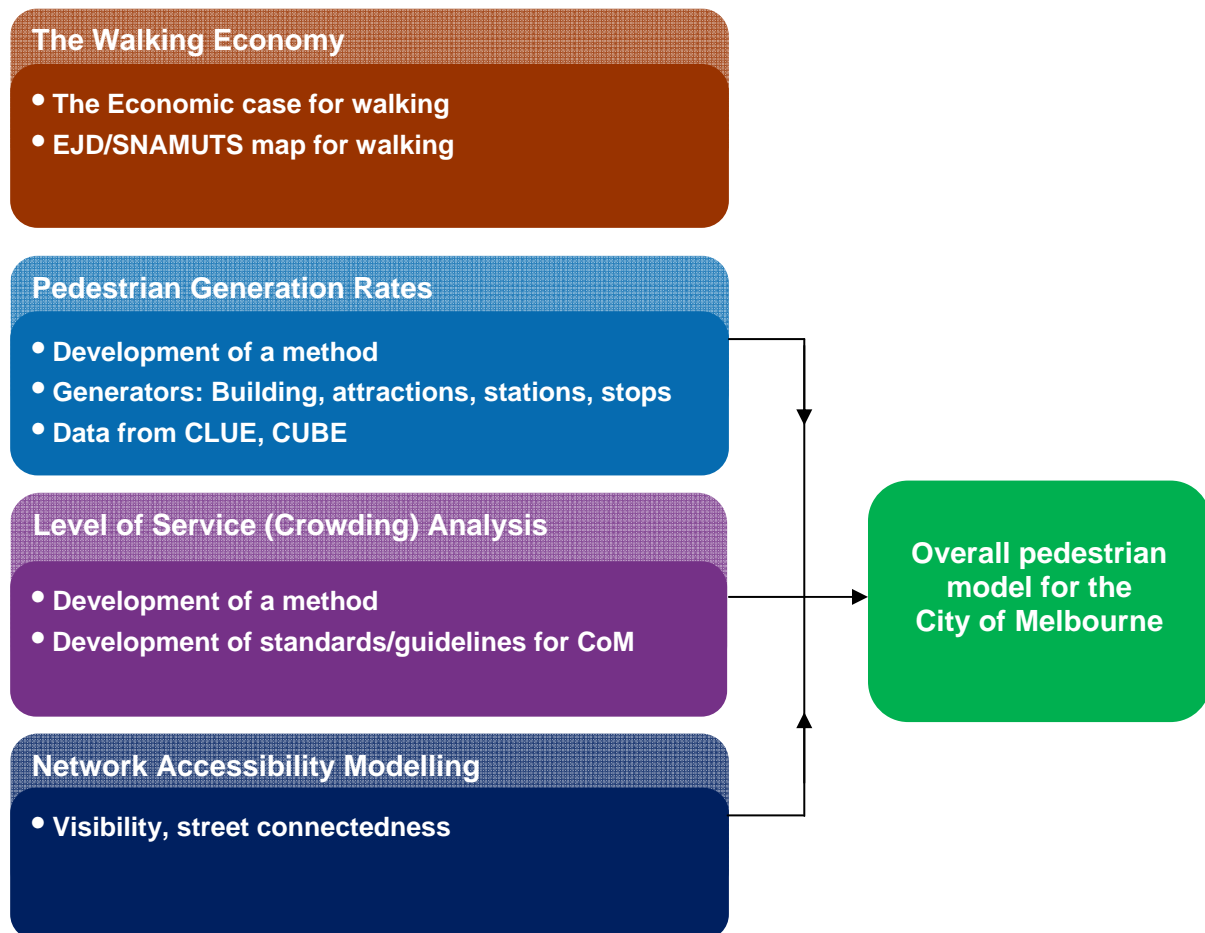 The Walking Economy
• The Economic case for walking
• EJD/SNAMUTS map for walking
Pedestrian Generation Rates
• Development of a method
• Generators: Building, attractions, stations, stops
• Data from CLUE, CUBE
Level of Service (Crowding) Analysis
• Development of a method
• Development of standards/guidelines for CoM
Network Accessibility Modelling
• Visibility, street connectedness
Overall pedestrian
model for the
City of Melbourne